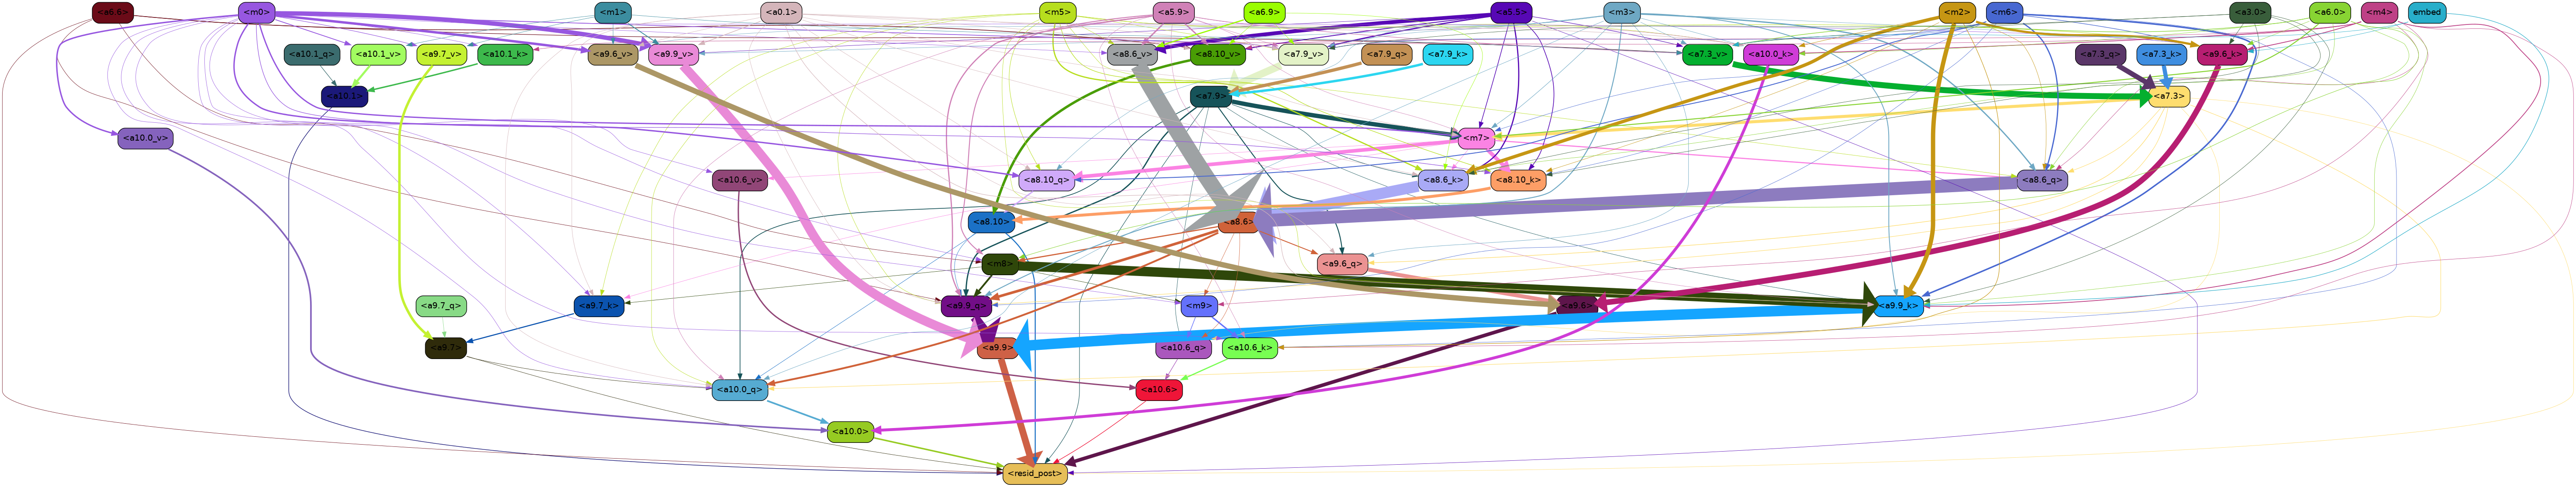 <a6.6> <m0> <m1> <a0.1> <m5> <a5.9> <a6.9> <a5.5> <m3> <m2> <m6> <a3.0> <a6.0> <m4> embed
<a10.1_q> <a10.1_v> <a9.7_v> <a10.1_k> <a9.6_v> <a9.9_v> <a8.6_v> <a8.10_v> <a7.9_v> <a7.9_q> <a7.9_k> <a7.3_v> <a10.0_k> <a7.3_q> <a7.3_k> <a9.6_k>
<a10.1> <a7.9> <a7.3>
<a10.0_v> <m7>
<a10.6_v> <a8.10_q> <a8.6_k> <a8.10_k> <a8.6_q>
<a8.10> <a8.6>
<m8> <a9.6_q>
<a9.7_q> <a9.7_k> <a9.9_q> <m9> <a9.6> <a9.9_k>
<a9.7> <a9.9> <a10.6_q> <a10.6_k>
<a10.0_q> <a10.6>
<a10.0>
<resid_post>